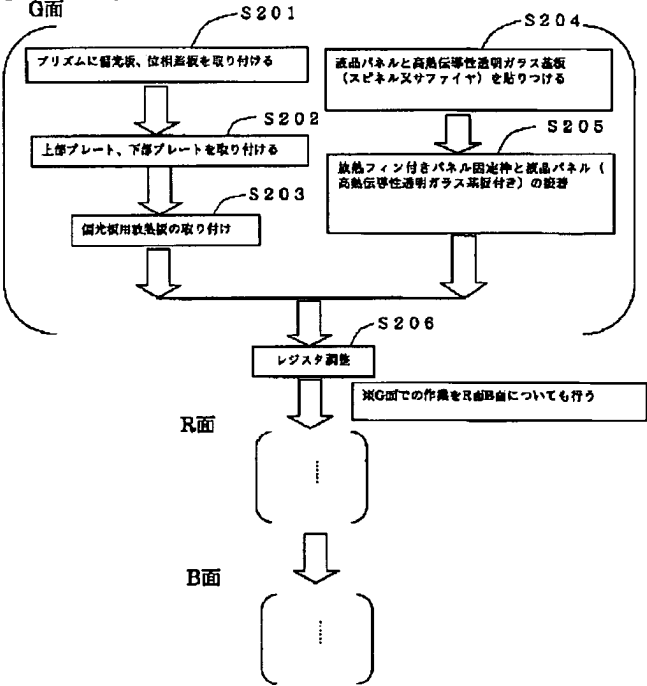 G面
S201
プリズムに偏光板、位相差板を取り付ける
S202
上部プレート、下部プレートを取り付ける
S203
偏光板用放熱板の取り付け
S204
液晶パネルと高熱伝導性透明ガラス基板
(スピネル又サファイヤ)を貼りつける
S205
放熱フィン付きパネル固定枠と液晶パネル(
高熱伝導性透明ガラス基板付き)の接着
S206
レジスタ調整
※G面での作業をR面B面についても行う
R面
B面